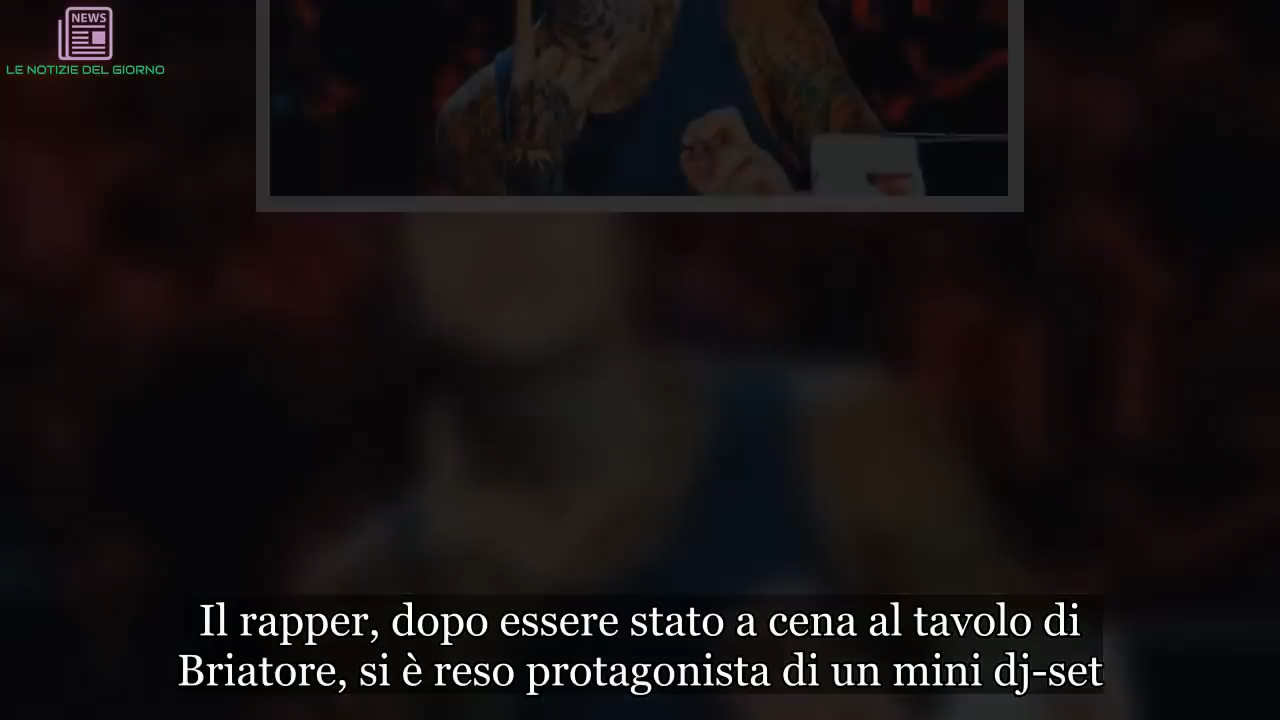 NEWS
LE NOTIZIE DEL GIORNO
Il rapper, dopo essere stato a cena al tavolo di
Briatore, si è reso protagonista di un mini dj-set